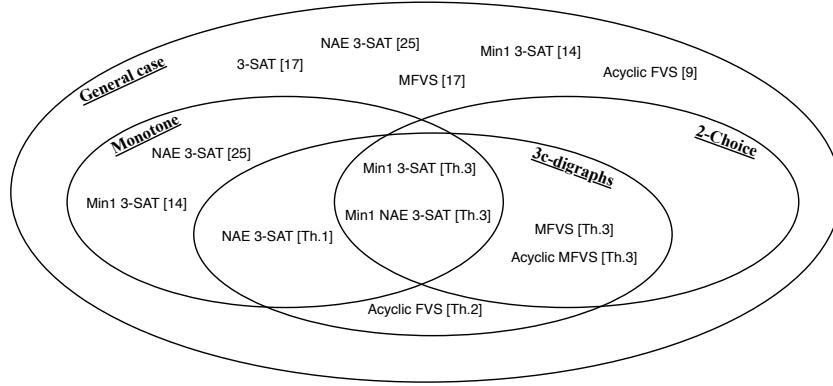 General case
NAE 3-SAT [25]
3-SAT [17]
MFVS [17]
Min1 3-SAT [14]
Acyclic FVS [9]
Monotone
NAE 3-SAT [25]
Min1 3-SAT [14]
2-Choice
3c-digraphs
Min1 3-SAT [Th.3]
Min1 NAE 3-SAT [Th.3]
NAE 3-SAT [Th.1]
MFVS [Th.3]
Acyclic MFVS [Th.3]
Acyclic FVS [Th.2]